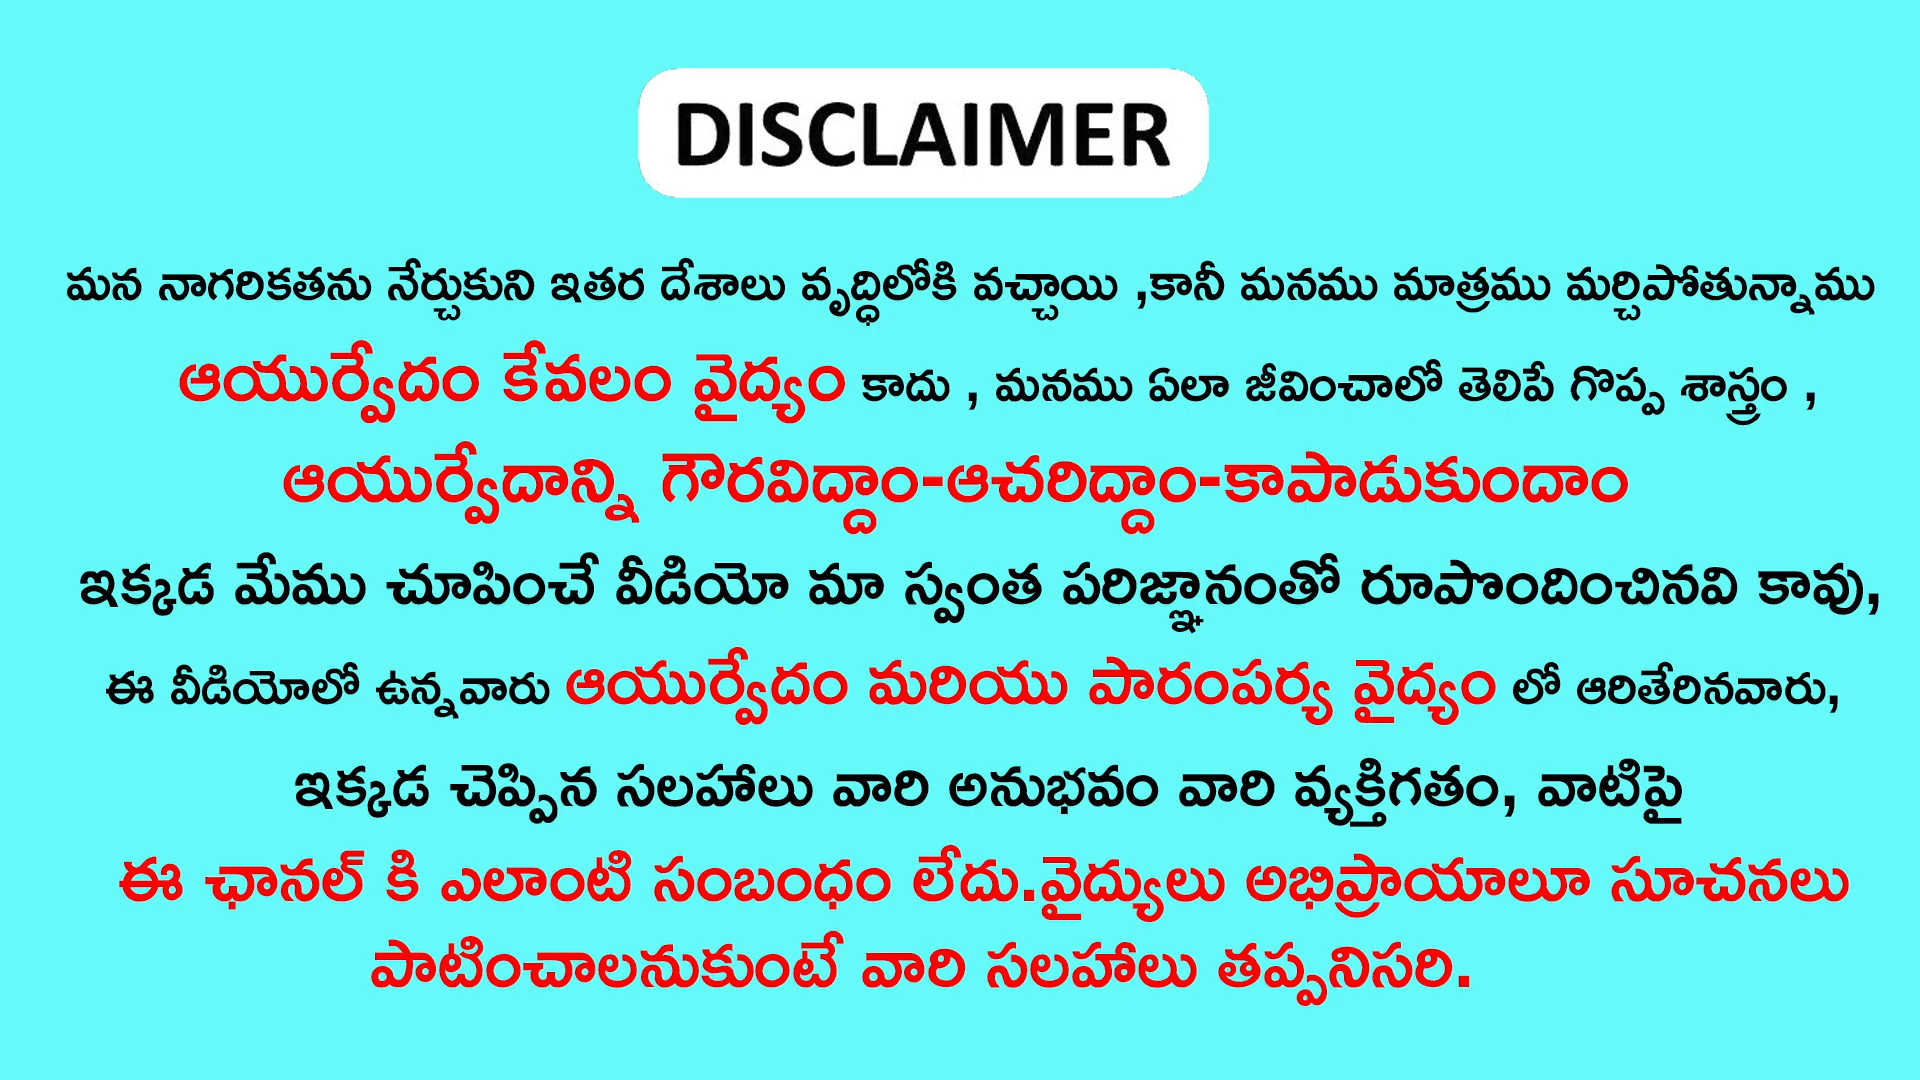 DISCLAIMER
మన నాగరికతను నేర్చుకుని ఇతర దేశాలు వృద్ధిలోకి వచ్చాయి ,కానీ మనము మాత్రము మర్చిపోతున్నాము
ఆయుర్వేదం కేవలం వైద్యం కాదు , మనము ఏలా జీవించాలో తెలిపే గొప్ప శాస్త్రం ,
ఆయుర్వేదాన్ని గౌరవిద్దాం-ఆచరిద్దాం-కాపాడుకుందాం
ఇక్కడ మేము చూపించే వీడియో మా స్వంత పరిజ్ఞానంతో రూపొందించినవి కావు,
ఈ వీడియోలో ఉన్నవారు ఆయుర్వేదం మరియు పారంపర్య వైద్యం లో ఆరితేరినవారు,
ఇక్కడ చెప్పిన సలహాలు వారి అనుభవం వారి వ్యక్తిగతం, వాటిపై
ఈ ఛానల్ కి ఎలాంటి సంబంధం లేదు.వైద్యులు అభిప్రాయాలూ సూచనలు
పాటించాలనుకుంటే వారి సలహాలు తప్పనిసరి.